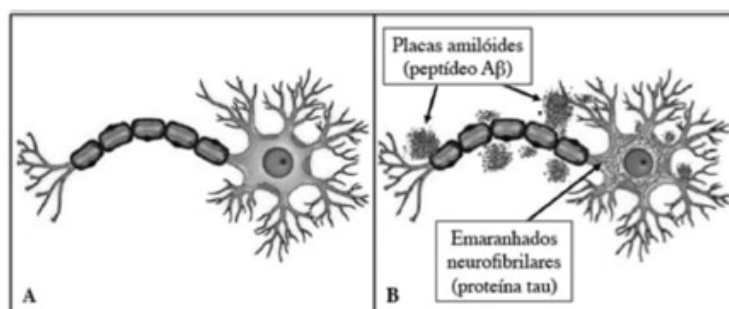 Placas amilóides
(peptídeo Aβ)
Emaranhados
neurofibrilares
(proteína tau)
A
B